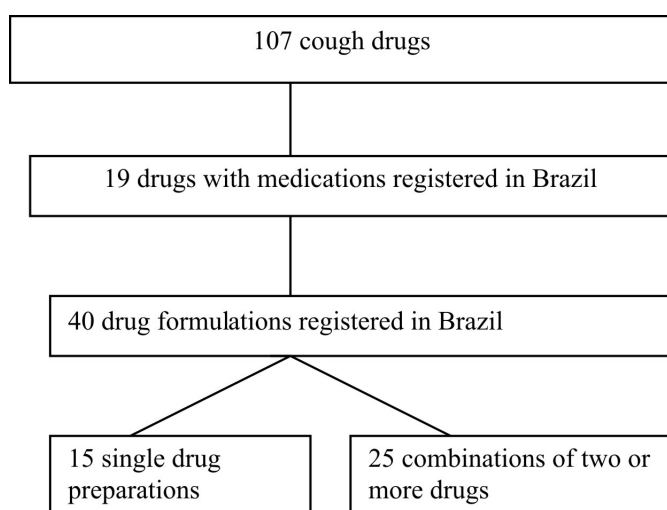 107 cough drugs
19 drugs with medications registered in Brazil
40 drug formulations registered in Brazil
15 single drug
preparations
25 combinations of two or
more drugs